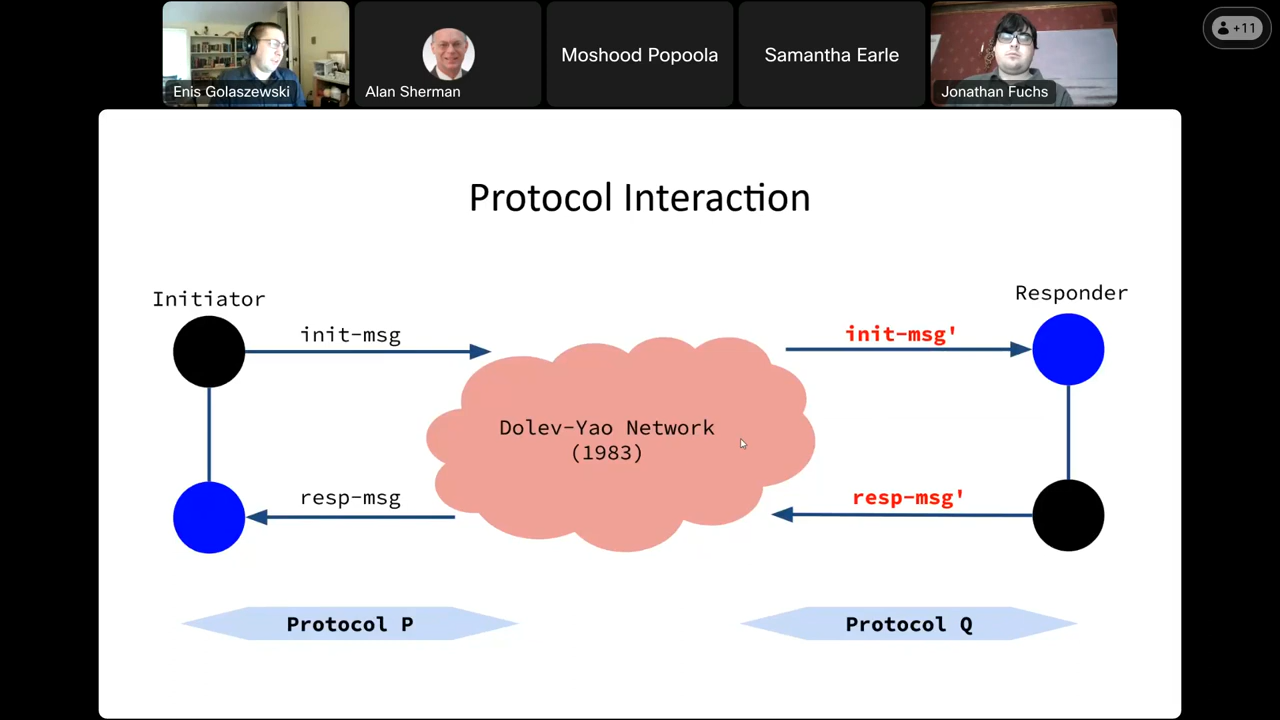 Enis Golaszewski
Alan Sherman
Moshood Popoola
Samantha Earle
Jonathan Fuchs
+11
Protocol Interaction
Initiator
Responder
init-msg
init-msg'
Dolev-Yao Network
(1983)
resp-msg
resp-msg'
Protocol P
Protocol Q